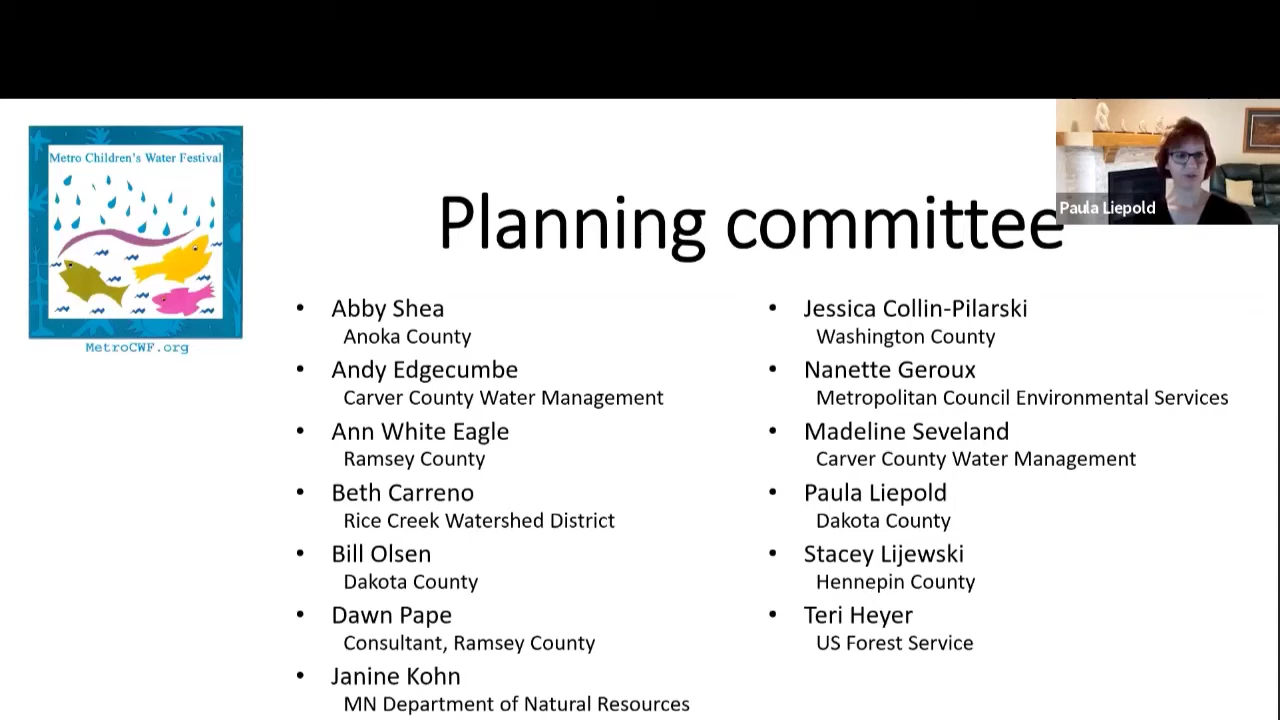 Metro Children's Water Festival
MetroCWF.org
Paula Liepold
Planning committee
• Abby Shea
Anoka County
• Andy Edgecumbe
Carver County Water Management
• Ann White Eagle
Ramsey County
• Beth Carreno
Rice Creek Watershed District
• Bill Olsen
Dakota County
• Dawn Pape
Consultant, Ramsey County
• Janine Kohn
MN Department of Natural Resources
• Jessica Collin-Pilarski
Washington County
• Nanette Geroux
Metropolitan Council Environmental Services
• Madeline Seveland
Carver County Water Management
• Paula Liepold
Dakota County
• Stacey Lijewski
Hennepin County
• Teri Heyer
US Forest Service